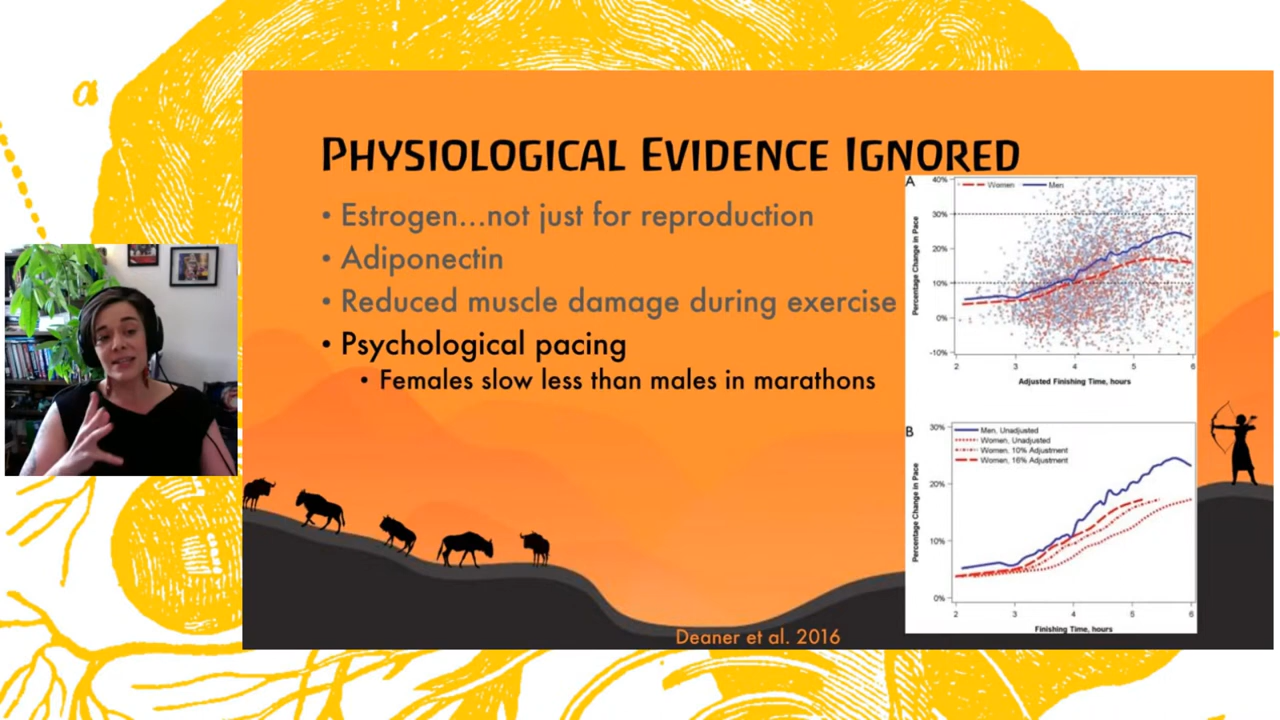 a
PHYSIOLOGICAL EVIDENCE IGNORED
• Estrogen...not just for reproduction
• Adiponectin
• Reduced muscle damage during exercise
• Psychological pacing
• Females slow less than males in marathons
A
Women Men
40%
30%
20%
10%
0%
-10%
Percentage Change in Pace
2 3 4 5 6
Adjusted Finishing Time, hours
B
Men, Unadjusted
Women, Unadjusted
Women, 10% Adjustment
Women, 16% Adjustment
30%
20%
10%
0%
Percentage Change in Pace
2 3 4 5 6
Finishing Time, hours
Deaner et al. 2016